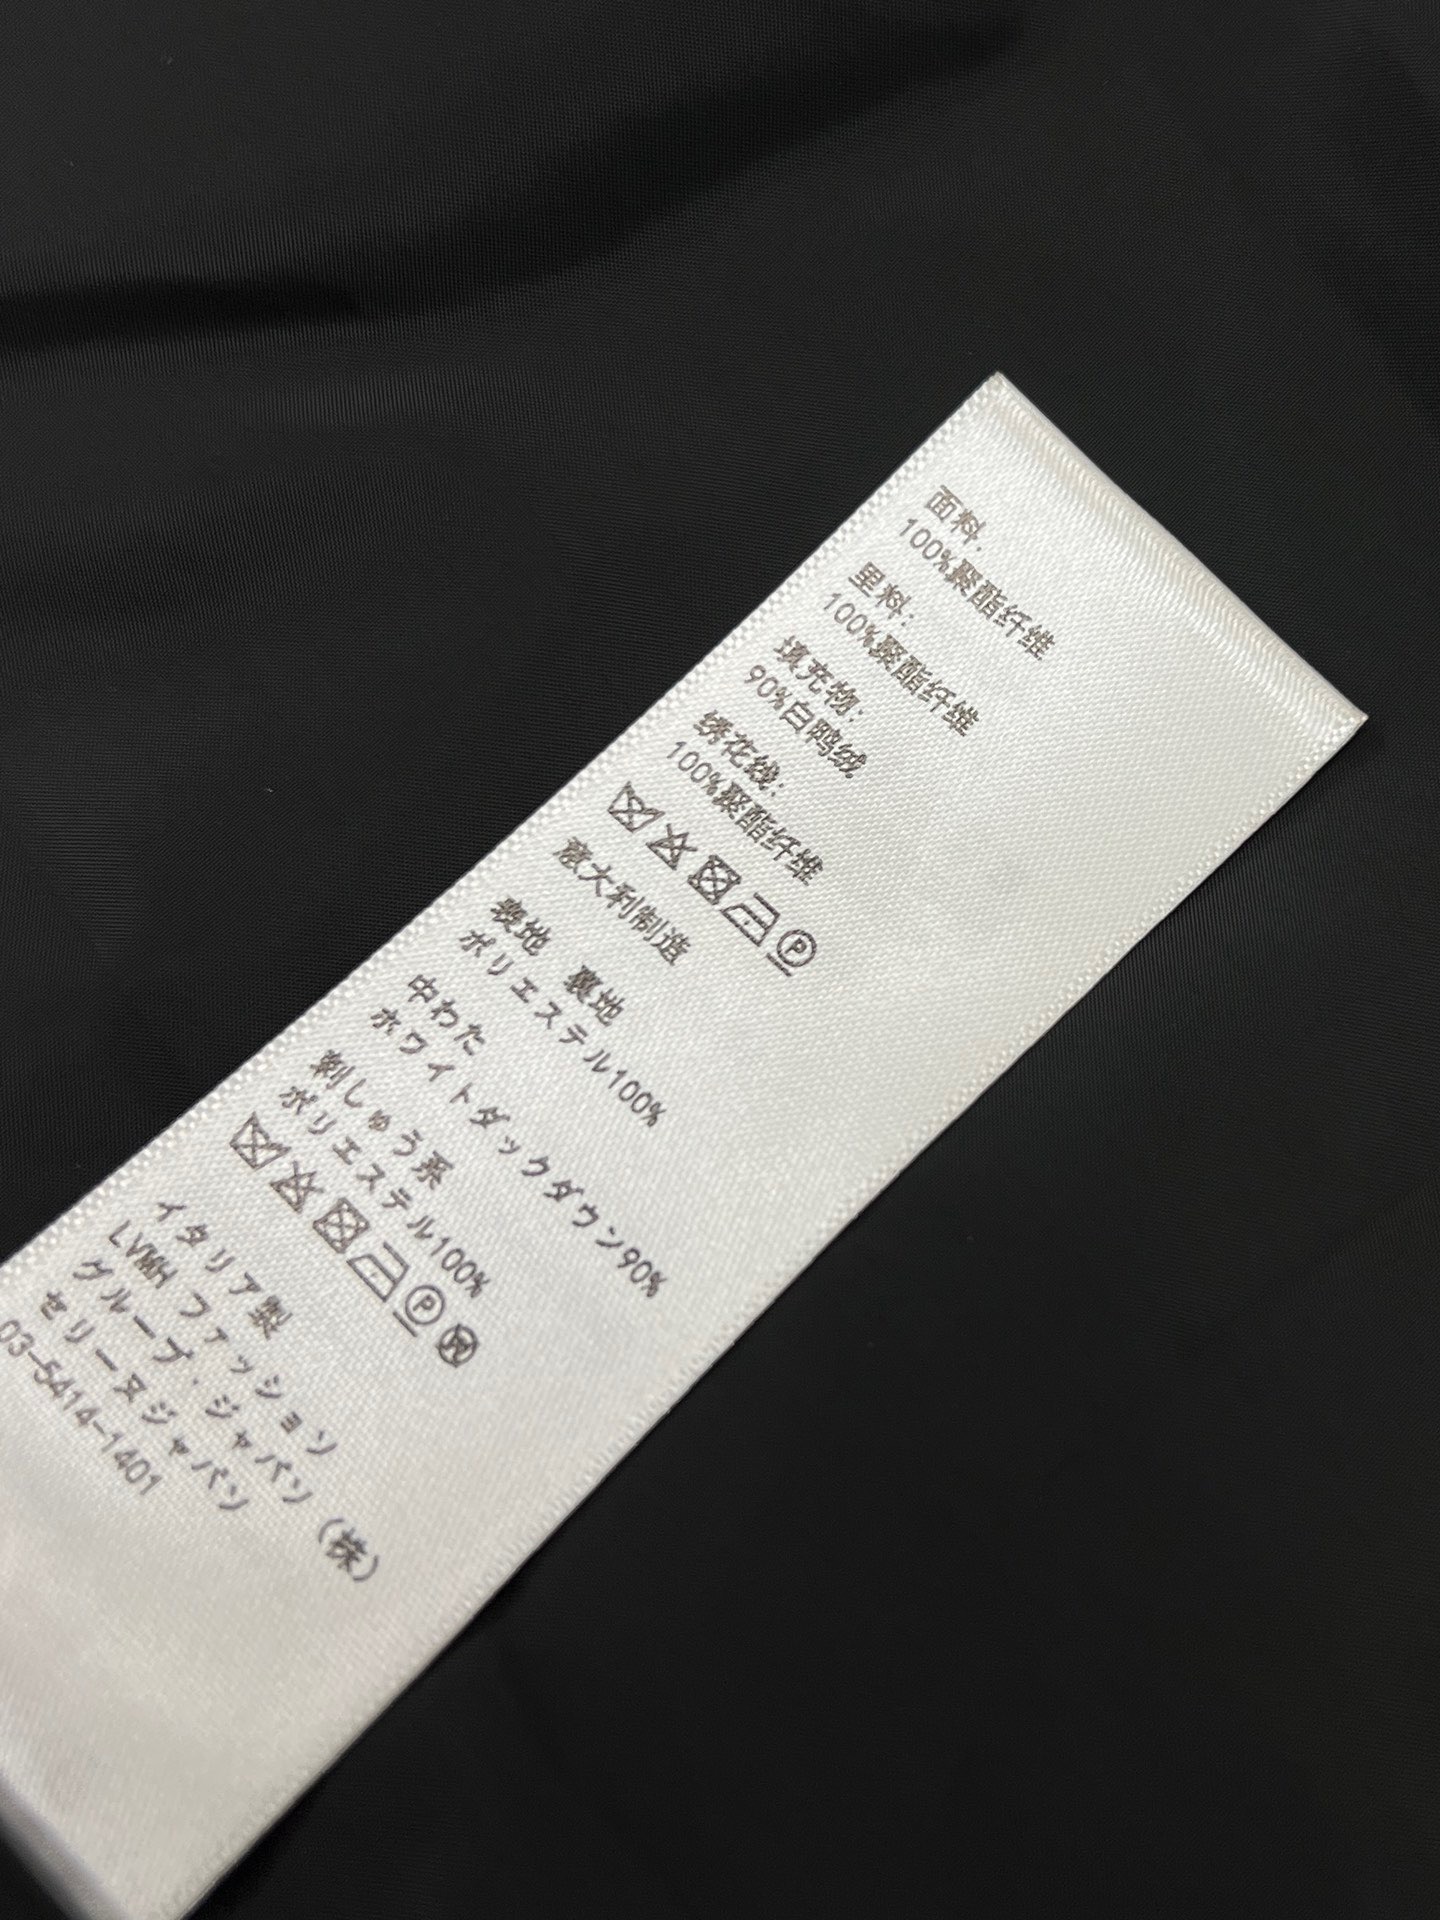 面料:
100%聚酯纤维
里料:
100%聚酯纤维
填充物:
90%白鸭绒
绣花线:
100%聚酯纤维
P
意大利制造
表地 裏地
ポリエステル100%
中わた
ホワイトダックダウン90%
刺しゅう系
ポリエステル100%
P W
イタリア製
LVMH ファッション
グループ・ジャパン (株)
セリーヌジャパン
03-5414-1401